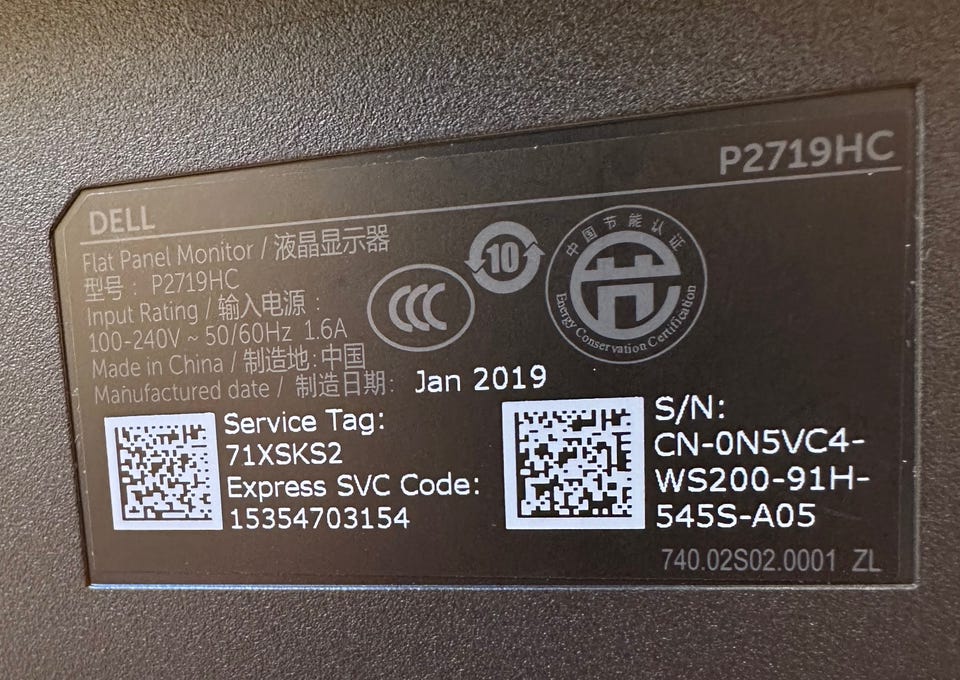 P2719HC
DELL
Flat Panel Monitor / 液晶显示器
型号: P2719HC
Input Rating / 输入电源:
100-240V ~ 50/60Hz 1.6A
Made in China / 制造地: 中国
Manufactured date / 制造日期: Jan 2019
CCC
10
中国节能认证
Energy Conservation Certification
Service Tag:
71XSKS2
Express SVC Code:
15354703154
S/N:
CN-0N5VC4-
WS200-91H-
545S-A05
740.02S02.0001 ZL